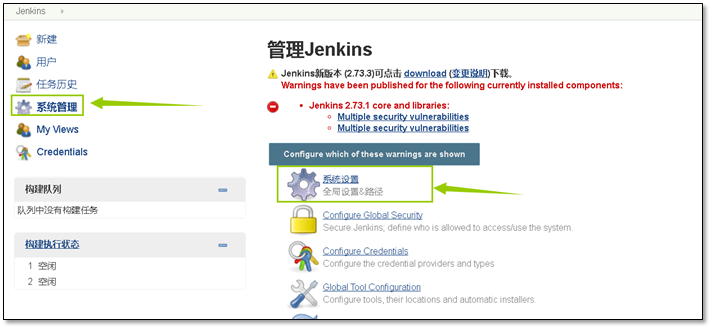 Jenkins
新建
用户
任务历史
系统管理
My Views
Credentials
构建队列
队列中没有构建任务
构建执行状态
1 空闲
2 空闲
管理Jenkins
Jenkins新版本 (2.73.3)可点击 download (变更说明)下载。
Warnings have been published for the following currently installed components:
Jenkins 2.73.1 core and libraries:
Multiple security vulnerabilities
Multiple security vulnerabilities
Configure which of these warnings are shown
系统设置
全局设置&路径
Configure Global Security
Secure Jenkins; define who is allowed to access/use the system.
Configure Credentials
Configure the credential providers and types
Global Tool Configuration
Configure tools, their locations and automatic installers.